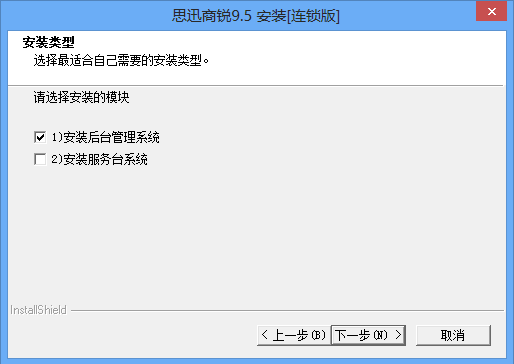 思迅商锐9.5 安装[连锁版]
安装类型
选择最适合自己需要的安装类型。
请选择安装的模块
1)安装后台管理系统
2)安装服务台系统
InstallShield
< 上一步(B) 下一步(N) > 取消